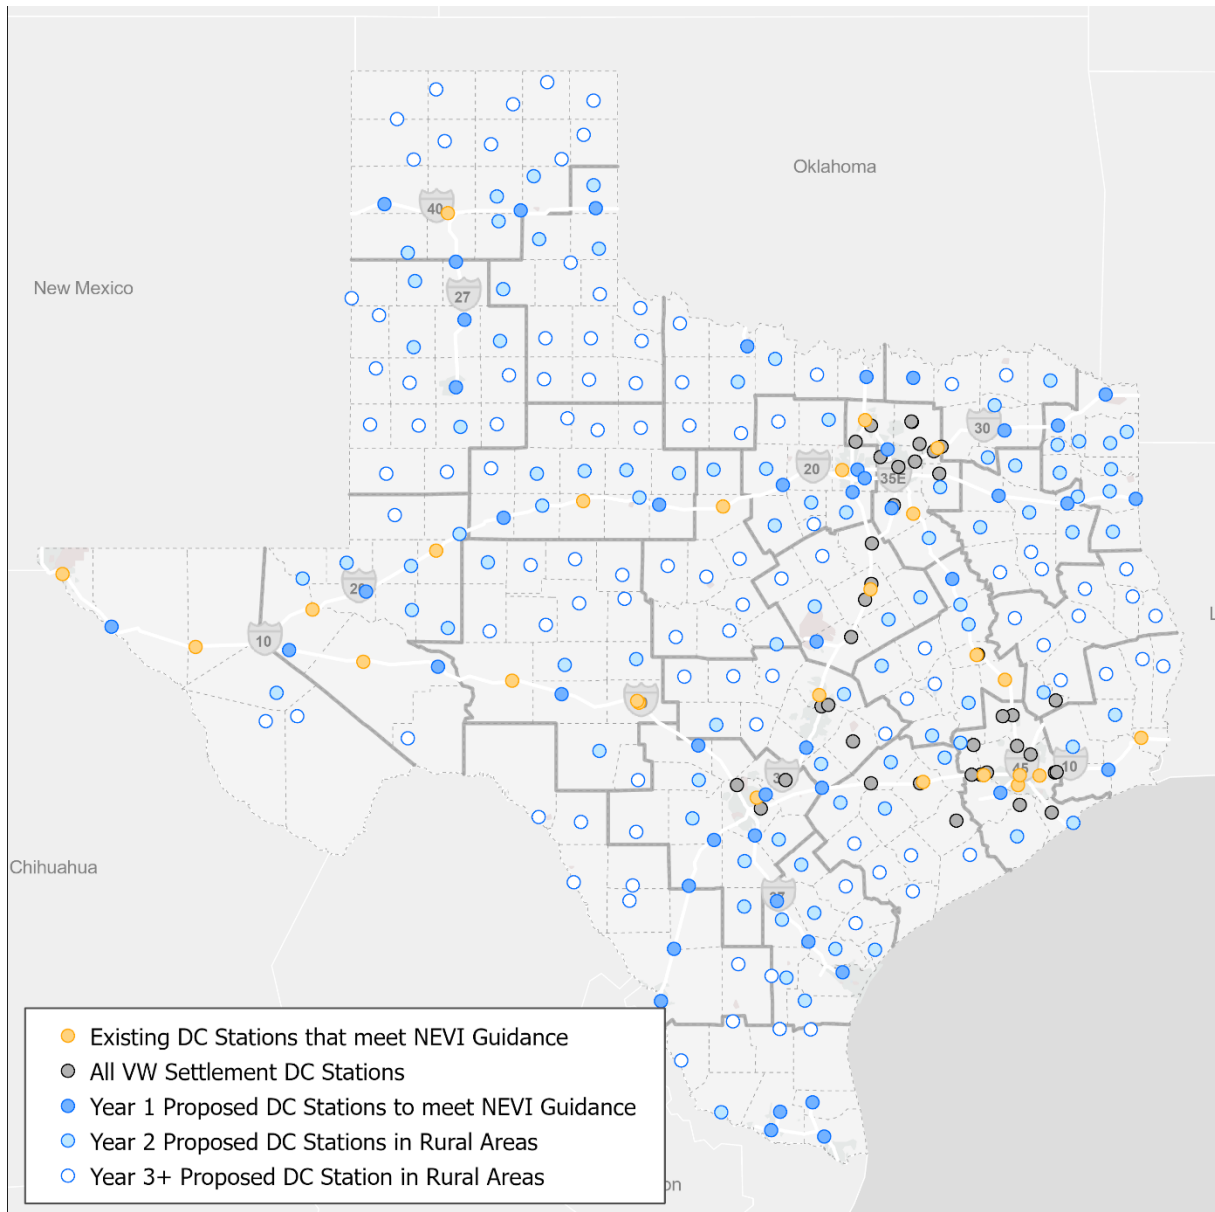 Oklahoma
40
New Mexico
27
30
20
35E
20
10
45
10
Chihuahua
Existing DC Stations that meet NEVI Guidance
All VW Settlement DC Stations
Year 1 Proposed DC Stations to meet NEVI Guidance
Year 2 Proposed DC Stations in Rural Areas
Year 3+ Proposed DC Station in Rural Areas